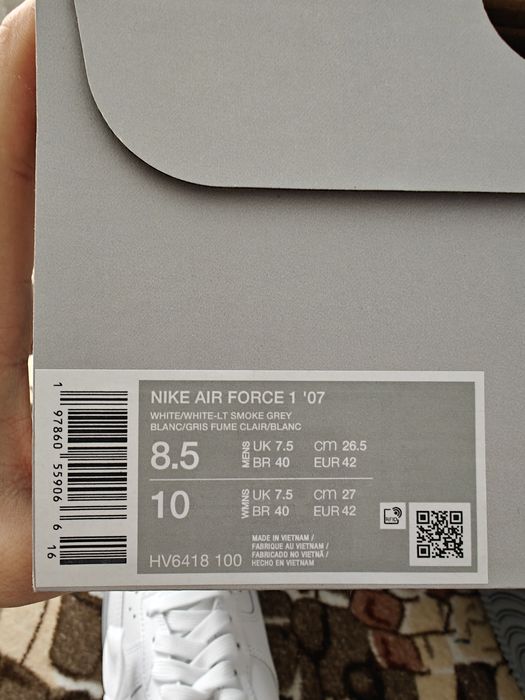 NIKE AIR FORCE 1 '07
WHITE/WHITE-LT SMOKE GREY
BLANC/GRIS FUME CLAIR/BLANC
8.5 MENS UK 7.5 cm 26.5
BR 40 EUR 42
10 WMNS UK 7.5 cm 27
BR 40 EUR 42
MADE IN VIETNAM /
FABRIQUE AU VIETNAM /
FABRICADO NO VIETNÃ /
HECHO EN VIETNAM
HV6418 100
RFID
1 97860 55906 6 16